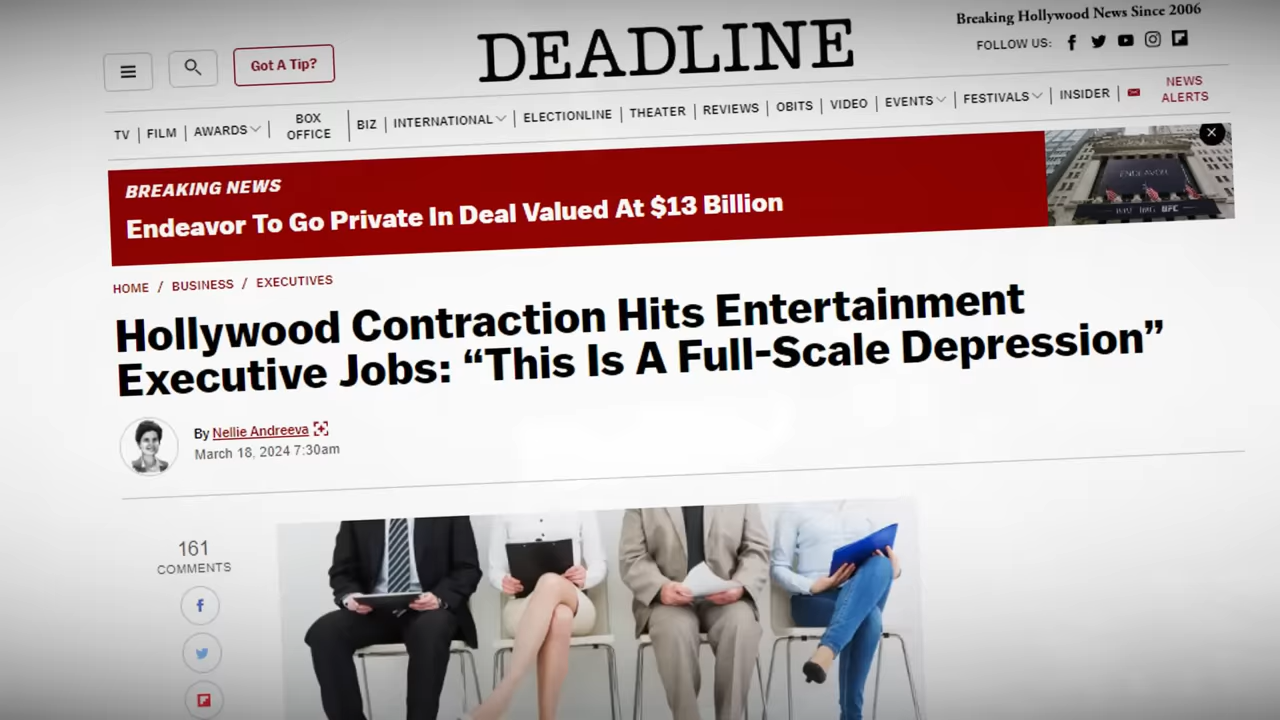 Breaking Hollywood News Since 2006
DEADLINE
Got A Tip?
FOLLOW US:
TV | FILM | AWARDS | BOX OFFICE | BIZ | INTERNATIONAL | ELECTIONLINE | THEATER | REVIEWS | OBITS | VIDEO | EVENTS | FESTIVALS | INSIDER | NEWS ALERTS
BREAKING NEWS
Endeavor To Go Private In Deal Valued At $13 Billion
ENDEAVOR
IMG UFC
HOME / BUSINESS / EXECUTIVES
Hollywood Contraction Hits Entertainment
Executive Jobs: “This Is A Full-Scale Depression”
By Nellie Andreeva
March 18, 2024 7:30am
161
COMMENTS